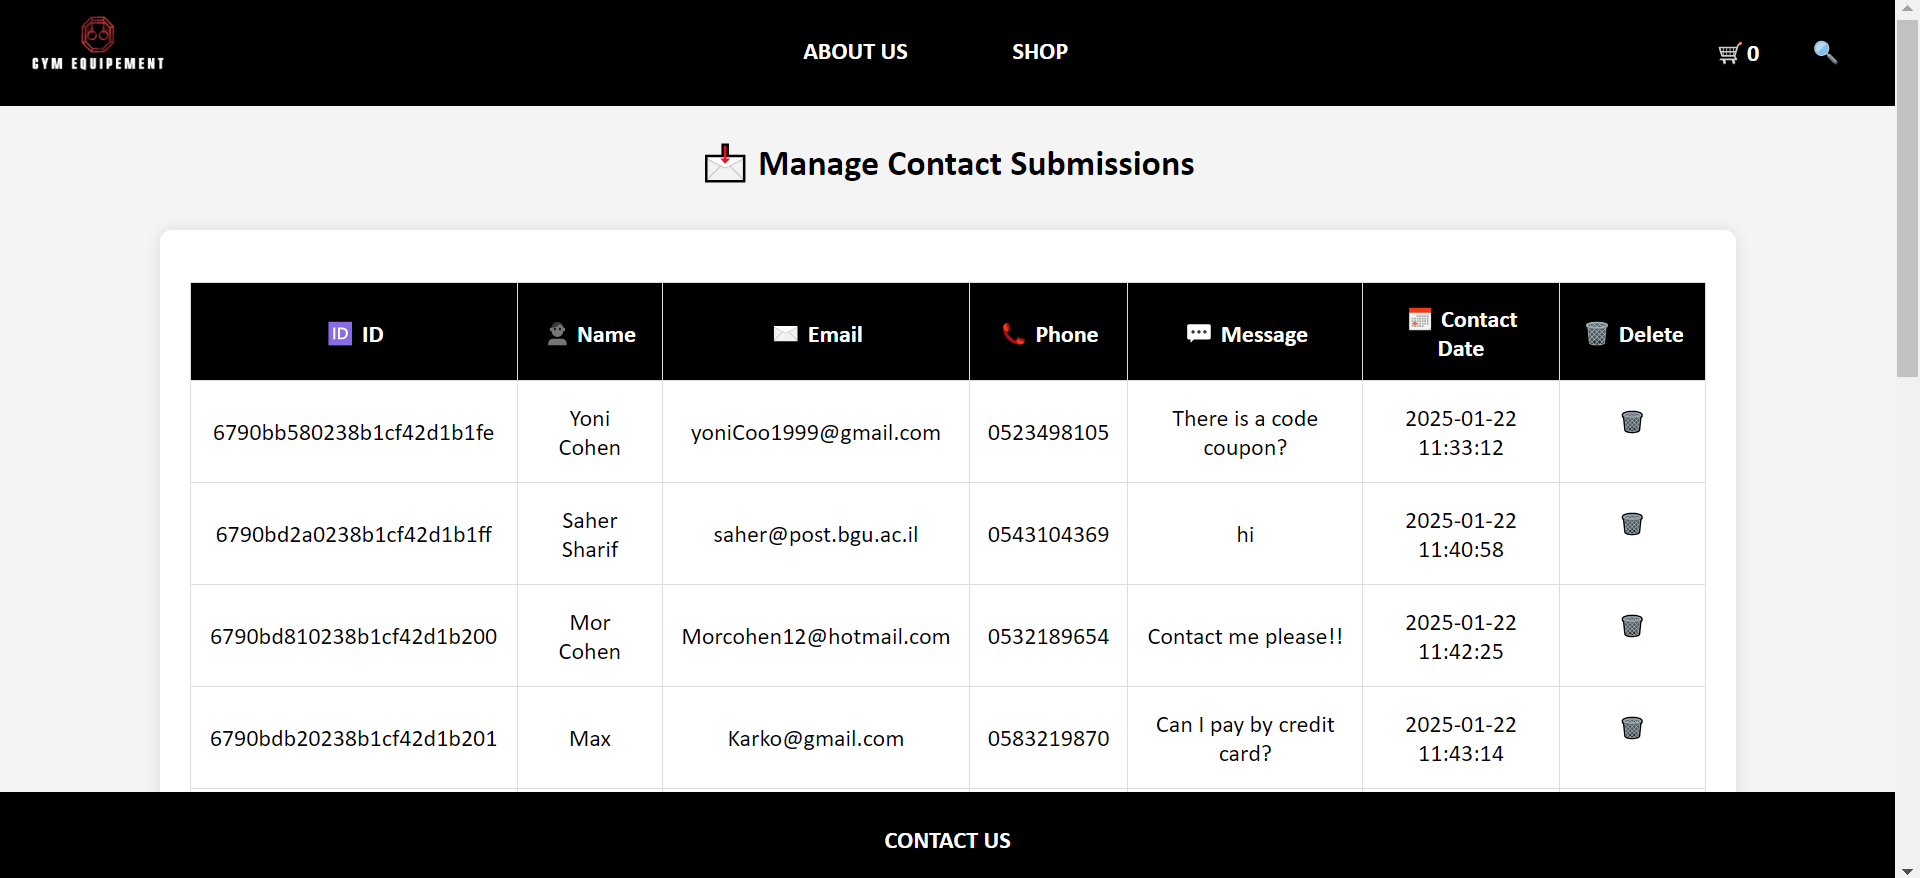 GYM EQUIPEMENT
ABOUT US
SHOP
0
Manage Contact Submissions
ID ID
Name
Email
Phone
Message
Contact
Date
Delete
6790bb580238b1cf42d1b1fe
Yoni
Cohen
yoniCoo1999@gmail.com
0523498105
There is a code
coupon?
2025-01-22
11:33:12
6790bd2a0238b1cf42d1b1ff
Saher
Sharif
saher@post.bgu.ac.il
0543104369
hi
2025-01-22
11:40:58
6790bd810238b1cf42d1b200
Mor
Cohen
Morcohen12@hotmail.com
0532189654
Contact me please!!
2025-01-22
11:42:25
6790bdb20238b1cf42d1b201
Max
Karko@gmail.com
0583219870
Can I pay by credit
card?
2025-01-22
11:43:14
CONTACT US